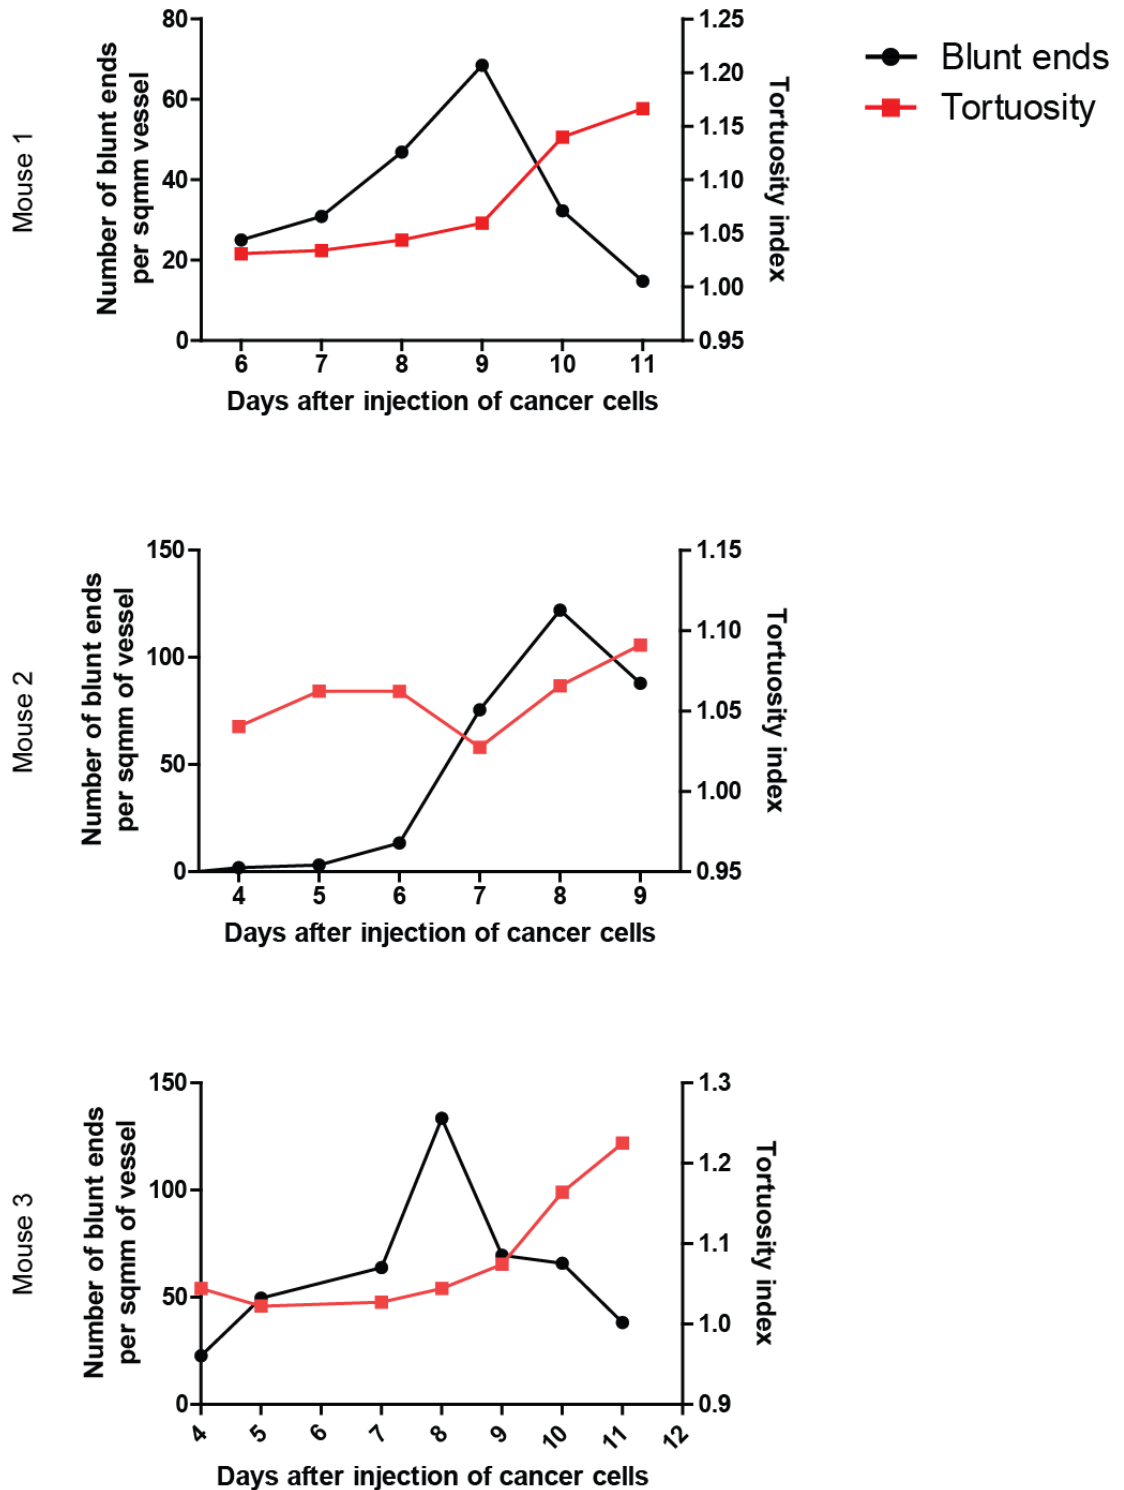 Blunt ends
Tortuosity
Mouse 1
Number of blunt ends
per sqmm vessel
80
60
40
20
0
1.25
1.20
1.15
1.10
1.05
1.00
0.95
Tortuosity index
6 7 8 9 10 11
Days after injection of cancer cells
Mouse 2
Number of blunt ends
per sqmm of vessel
150
100
50
0
1.15
1.10
1.05
1.00
0.95
Tortuosity index
4 5 6 7 8 9
Days after injection of cancer cells
Mouse 3
Number of blunt ends
per sqmm of vessel
150
100
50
0
1.3
1.2
1.1
1.0
0.9
Tortuosity index
4 5 6 7 8 9 10 11 12
Days after injection of cancer cells